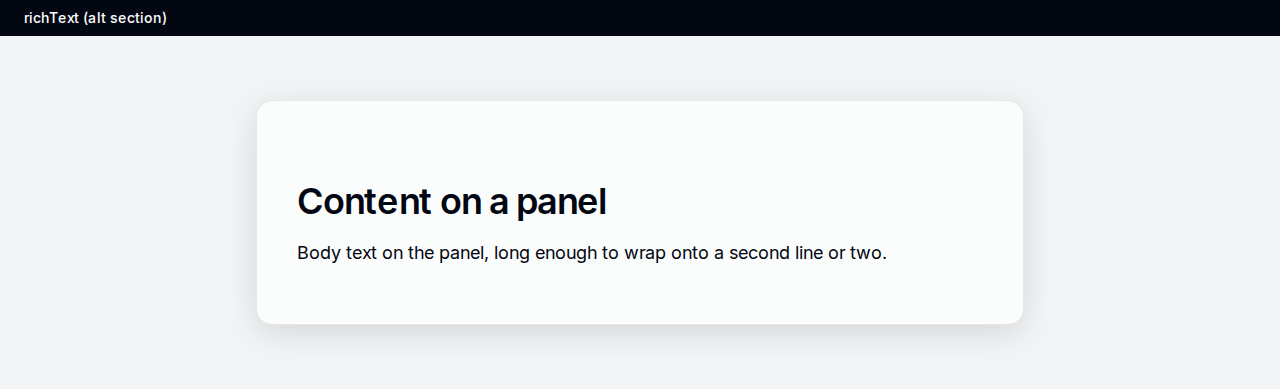 richText (alt section)
Content on a panel
Body text on the panel, long enough to wrap onto a second line or two.